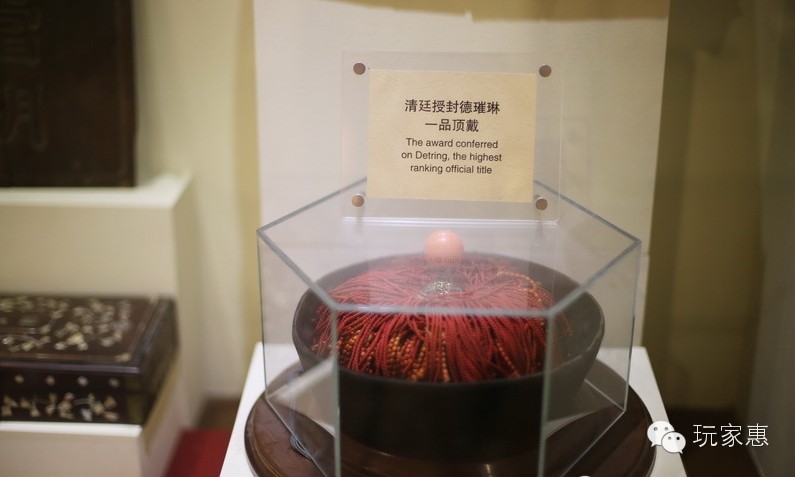 清廷授封德璀琳
一品顶戴
The award conferred
on Detring, the highest
ranking official title
玩家惠